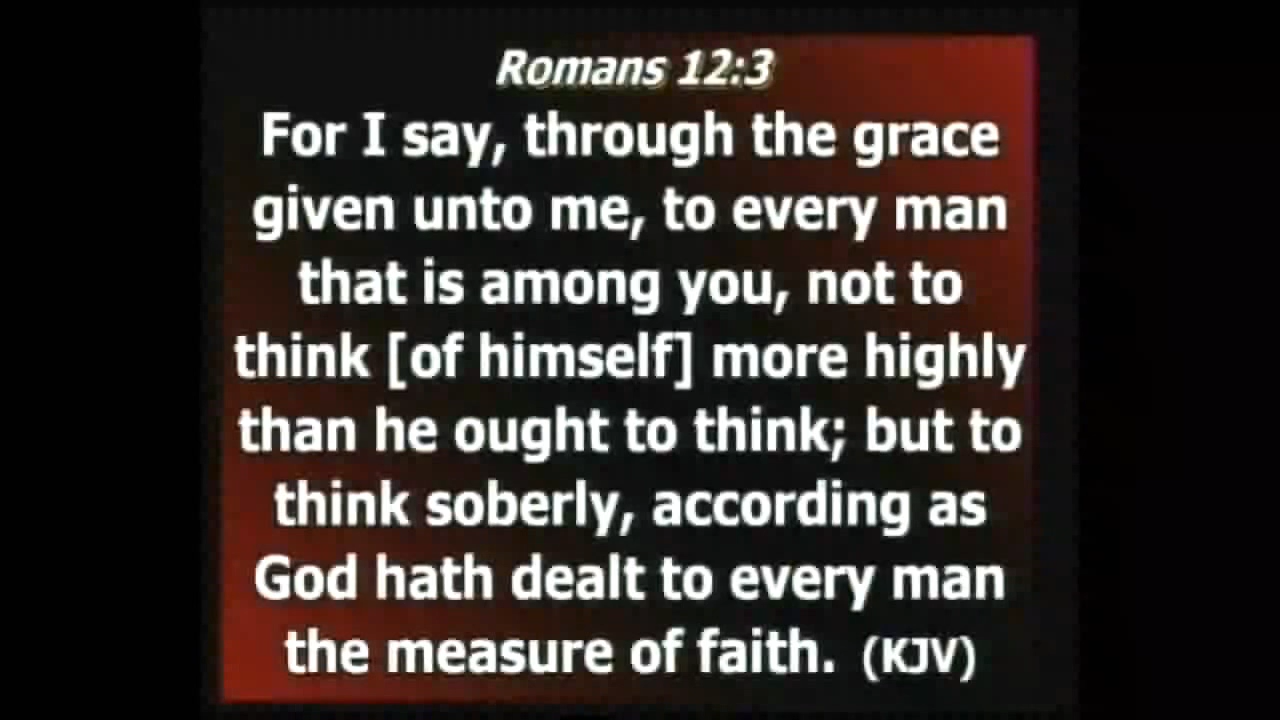 Romans 12:3
For I say, through the grace
given unto me, to every man
that is among you, not to
think [of himself] more highly
than he ought to think; but to
think soberly, according as
God hath dealt to every man
the measure of faith. (KJV)